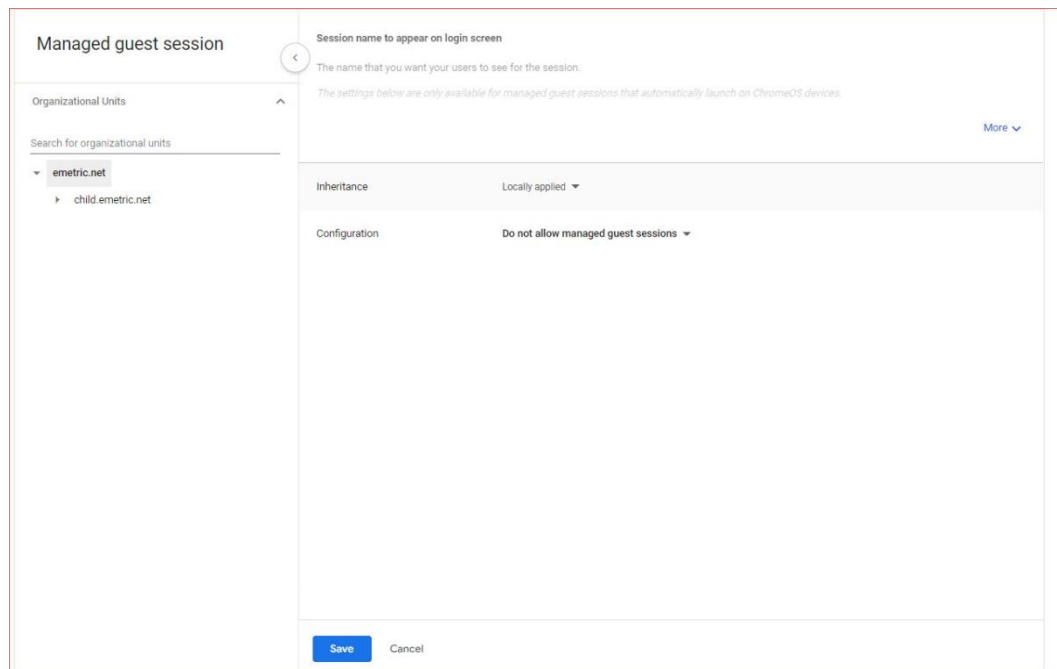 Managed guest session
Organizational Units
Search for organizational units
emetric.net
child.emetric.net
Session name to appear on login screen
The name that you want your users to see for the session.
The settings below are only available for managed guest sessions that automatically launch on ChromeOS devices.
More
Inheritance Locally applied
Configuration Do not allow managed guest sessions
Save Cancel